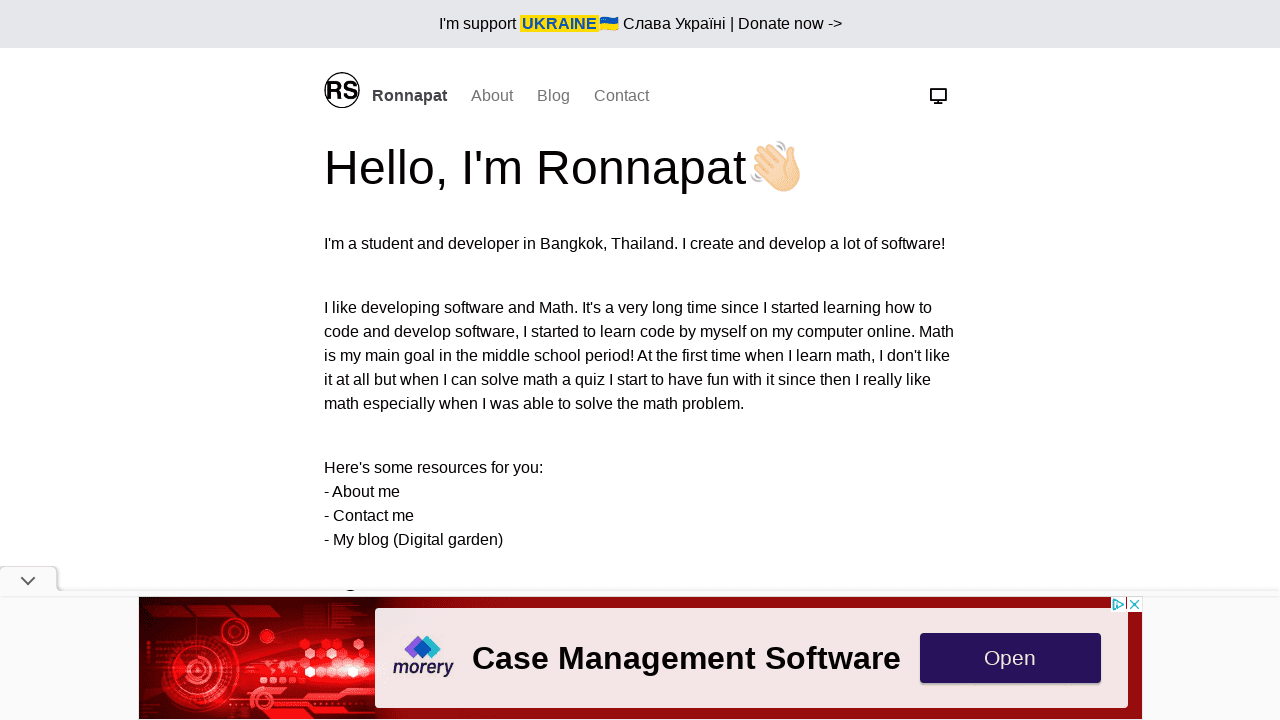 I'm support UKRAINE🇺🇦 Слава Україні | Donate now ->
RS Ronnapat About Blog Contact
Hello, I'm Ronnapat👋🏻
I'm a student and developer in Bangkok, Thailand. I create and develop a lot of software!
I like developing software and Math. It's a very long time since I started learning how to
code and develop software, I started to learn code by myself on my computer online. Math
is my main goal in the middle school period! At the first time when I learn math, I don't like
it at all but when I can solve math a quiz I start to have fun with it since then I really like
math especially when I was able to solve the math problem.
Here's some resources for you:
- About me
- Contact me
- My blog (Digital garden)
morery
Case Management Software
Open